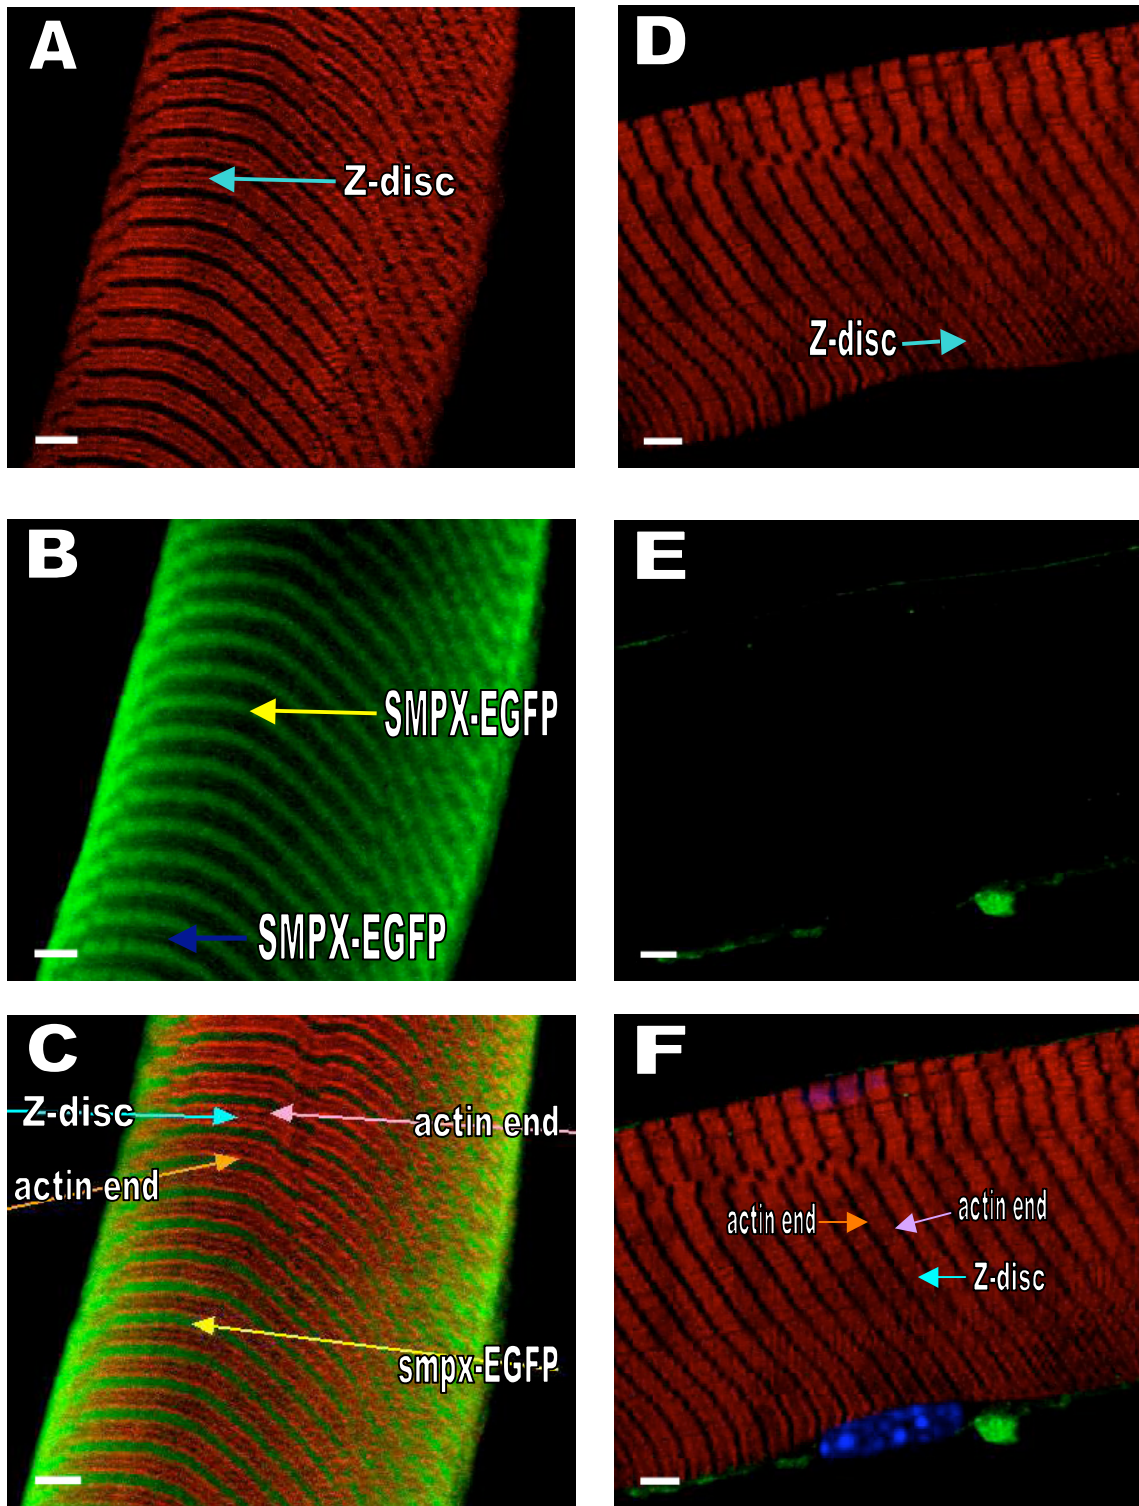 A
Z-disc
D
Z-disc
B
SMPX-EGFP
SMPX-EGFP
E
C
Z-disc
actin end
actin end
smpx-EGFP
F
actin end
actin end
Z-disc